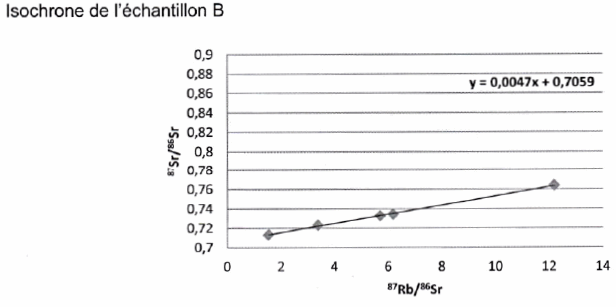 Isochrone de l'échantillon B
0,9
0,88
0,86
0,84
0,82
0,8
0,78
0,76
0,74
0,72
0,7
y = 0,0047x + 0,7059
⁸⁷Sr/⁸⁶Sr
0 2 4 6 8 10 12 14
⁸⁷Rb/⁸⁶Sr